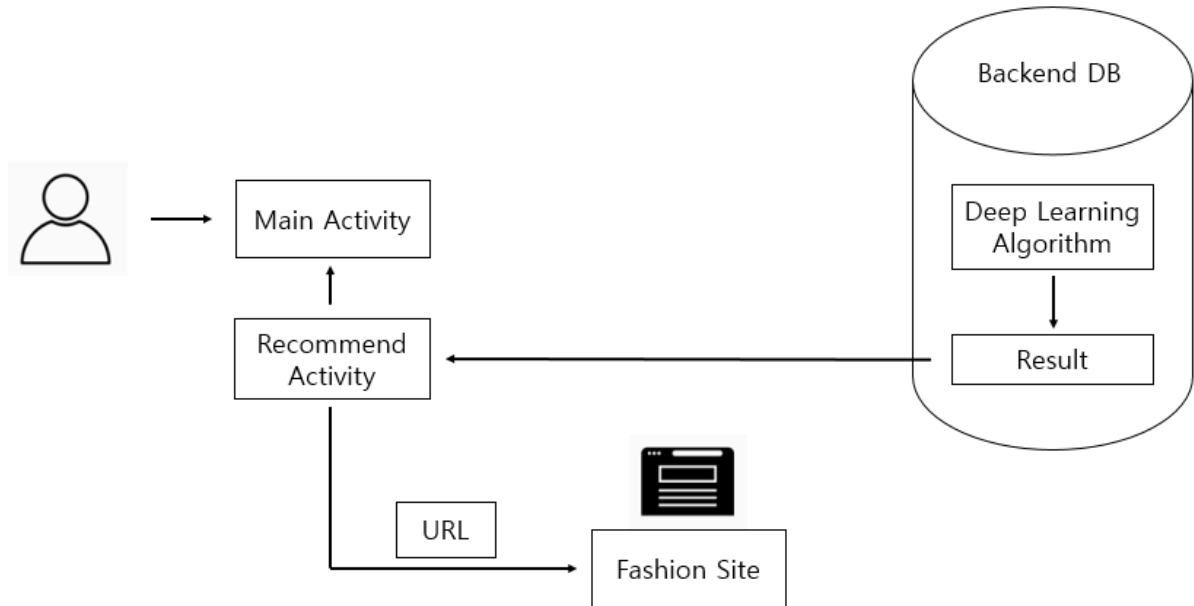 Backend DB
Deep Learning
Algorithm
Main Activity
Recommend
Activity
Result
URL
Fashion Site